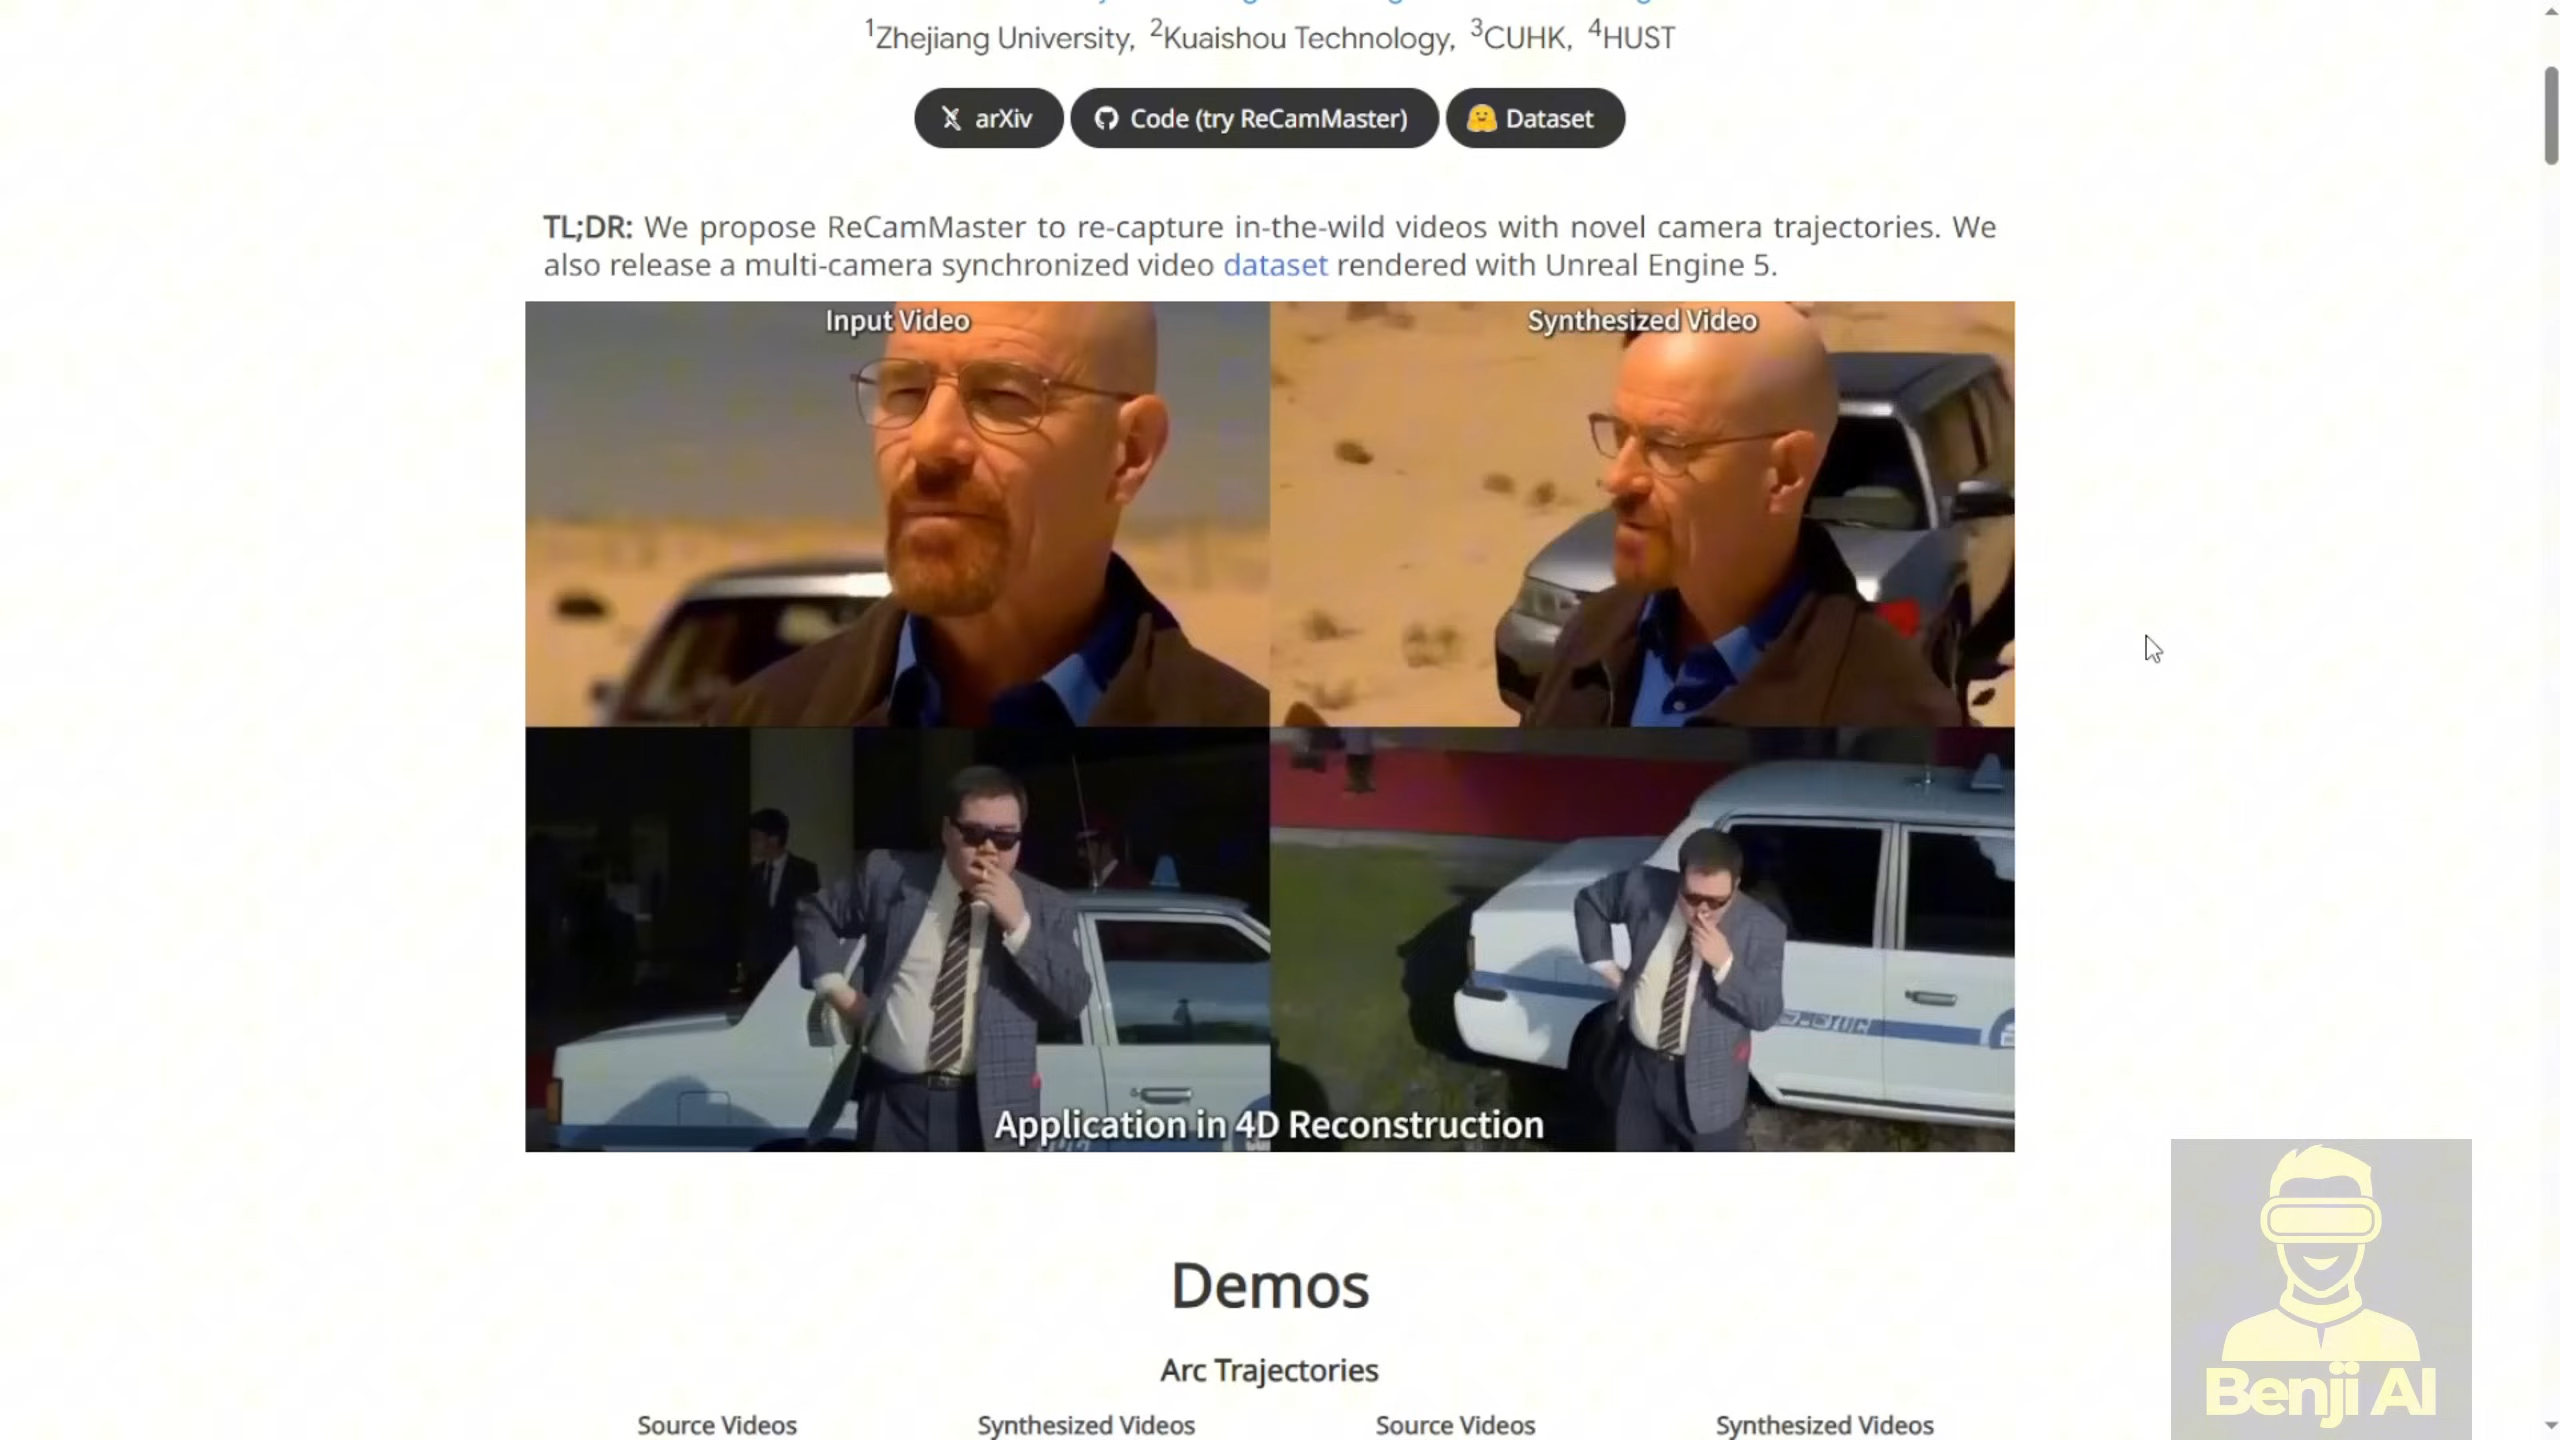 ¹Zhejiang University, ²Kuaishou Technology, ³CUHK, ⁴HUST
arXiv
Code (try ReCamMaster)
Dataset
TL;DR: We propose ReCamMaster to re-capture in-the-wild videos with novel camera trajectories. We
also release a multi-camera synchronized video dataset rendered with Unreal Engine 5.
Input Video
Synthesized Video
Application in 4D Reconstruction
Demos
Arc Trajectories
Source Videos
Synthesized Videos
Source Videos
Synthesized Videos
Benji AI